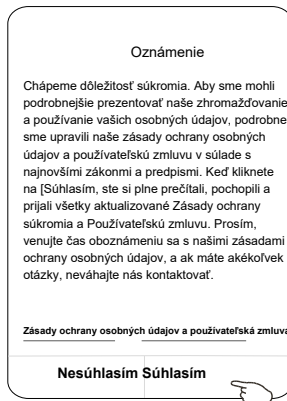 Oznámenie
Chápeme dôležitosť súkromia. Aby sme mohli
podrobnejšie prezentovať naše zhromažďovanie
a používanie vašich osobných údajov, podrobne
sme upravili naše zásady ochrany osobných
údajov a používateľskú zmluvu v súlade s
najnovšími zákonmi a predpismi. Keď kliknete
na [Súhlasím, ste si plne prečítali, pochopili a
prijali všetky aktualizované Zásady ochrany
súkromia a Používateľskú zmluvu. Prosím,
venujte čas oboznámeniu sa s našimi zásadami
ochrany osobných údajov, a ak máte akékoľvek
otázky, neváhajte nás kontaktovať.
Zásady ochrany osobných údajov a používateľská zmluva
Nesúhlasím Súhlasím